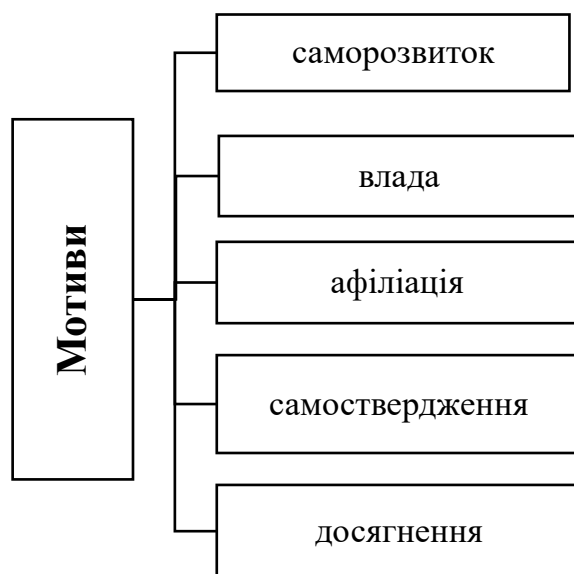 Мотиви
саморозвиток
влада
афіліація
самоствердження
досягнення